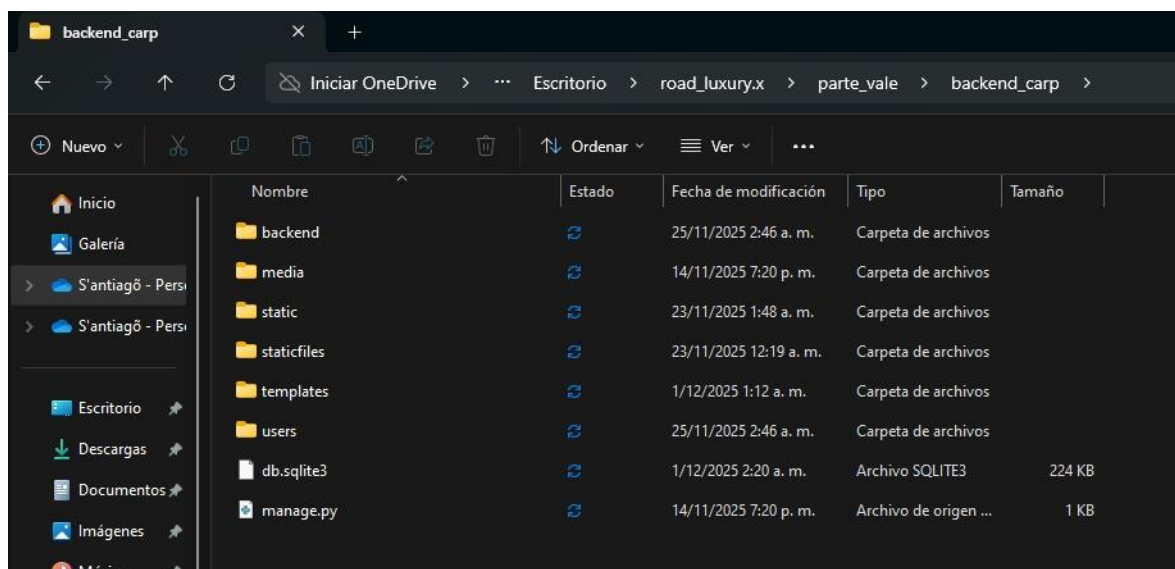 backend_carp
Iniciar OneDrive > ... Escritorio > road_luxury.x > parte_vale > backend_carp >
Nuevo Ordenar Ver ...
Nombre Estado Fecha de modificación Tipo Tamaño
Inicio
Galería
S'antiagõ - Pers
S'antiagõ - Pers
Escritorio
Descargas
Documentos
Imágenes
backend 25/11/2025 2:46 a. m. Carpeta de archivos
media 14/11/2025 7:20 p. m. Carpeta de archivos
static 23/11/2025 1:48 a. m. Carpeta de archivos
staticfiles 23/11/2025 12:19 a. m. Carpeta de archivos
templates 1/12/2025 1:12 a. m. Carpeta de archivos
users 25/11/2025 2:46 a. m. Carpeta de archivos
db.sqlite3 1/12/2025 2:20 a. m. Archivo SQLITE3 224 KB
manage.py 14/11/2025 7:20 p. m. Archivo de origen ... 1 KB